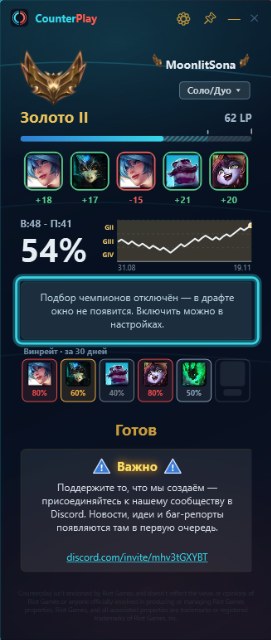 CounterPlay
MoonlitSona
Соло/Дуо
Золото II
62 LP
+18 +17 -15 +21 +20
В:48 - П:41
54%
GII
GIII
GIV
31.08 19.11
Подбор чемпионов отключён — в драфте
окно не появится. Включить можно в
настройках.
Винрейт · за 30 дней
80% 60% 40% 80% 50%
Готов
Важно
Поддержите то, что мы создаём —
присоединяйтесь к нашему сообществу в
Discord. Новости, идеи и баг-репорты
появляются там в первую очередь.
discord.com/invite/mhv3tGXYBT